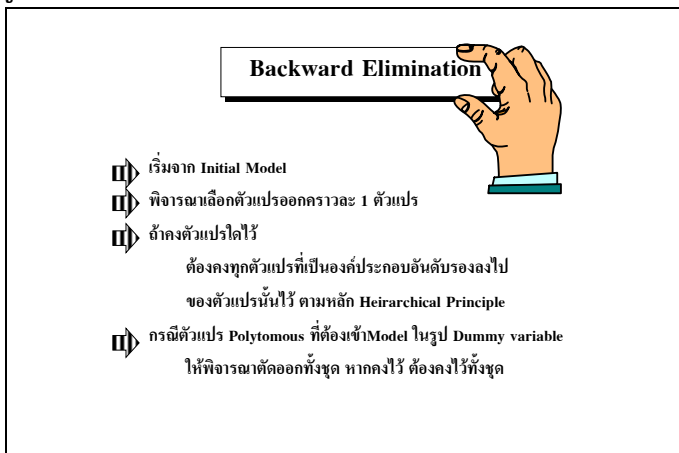 Backward Elimination
เริ่มจาก Initial Model
พิจารณาเลือกตัวแปรออกคราวละ 1 ตัวแปร
ถ้าคงตัวแปรใดไว้
ต้องคงทุกตัวแปรที่เป็นองค์ประกอบอันดับรองลงไป
ของตัวแปรนั้นไว้ ตามหลัก Heirarchical Principle
กรณีตัวแปร Polytomous ที่ต้องเข้าModel ในรูป Dummy variable
ให้พิจารณาตัดออกทั้งชุด หากคงไว้ ต้องคงไว้ทั้งชุด